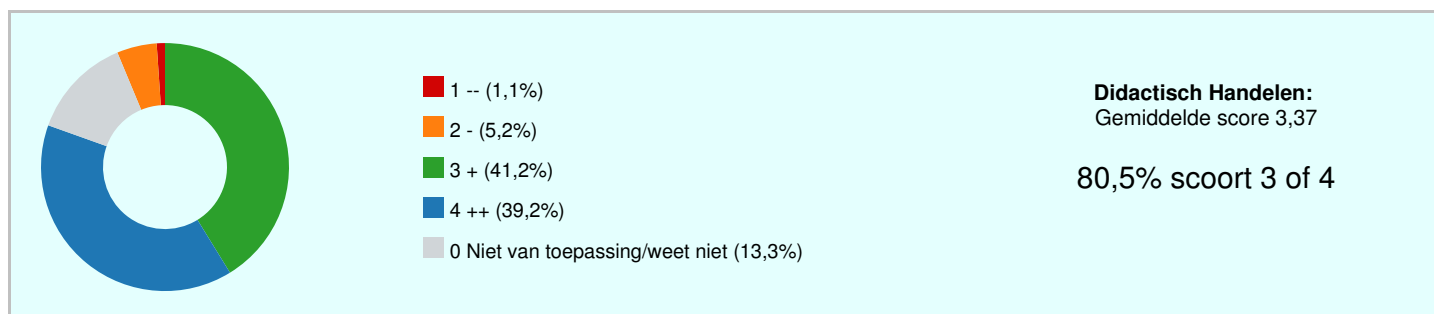 1 -- (1,1%)
2 - (5,2%)
3 + (41,2%)
4 ++ (39,2%)
0 Niet van toepassing/weet niet (13,3%)
Didactisch Handelen:
Gemiddelde score 3,37
80,5% scoort 3 of 4